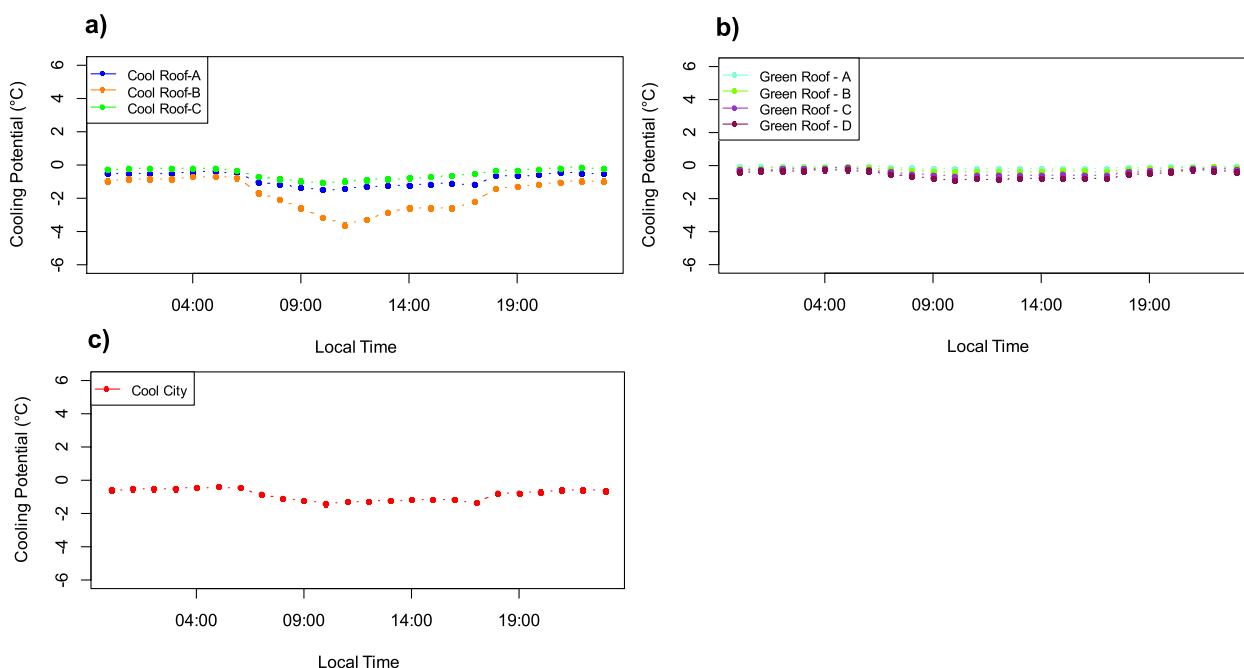 a)
Cool Roof-A
Cool Roof-B
Cool Roof-C
6
4
2
0
-2
-4
-6
Cooling Potential (°C)
04:00
09:00
14:00
19:00
Local Time
b)
Green Roof - A
Green Roof - B
Green Roof - C
Green Roof - D
6
4
2
0
-2
-4
-6
Cooling Potential (°C)
04:00
09:00
14:00
19:00
Local Time
c)
Cool City
6
4
2
0
-2
-4
-6
Cooling Potential (°C)
04:00
09:00
14:00
19:00
Local Time